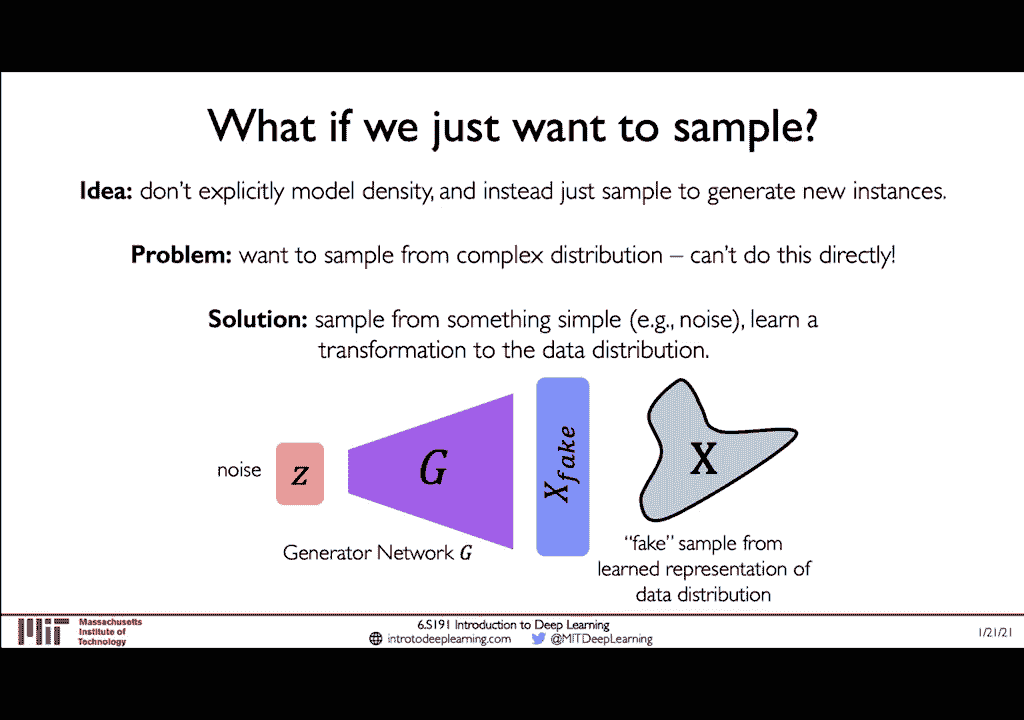 What if we just want to sample?
Idea: don't explicitly model density, and instead just sample to generate new instances.
Problem: want to sample from complex distribution – can't do this directly!
Solution: sample from something simple (e.g., noise), learn a
transformation to the data distribution.
noise
z
G
X_fake
X
Generator Network G
"fake" sample from
learned representation of
data distribution
MIT
Massachusetts
Institute of
Technology
6.S191 Introduction to Deep Learning
introtodeeplearning.com @MITDeepLearning
1/21/21